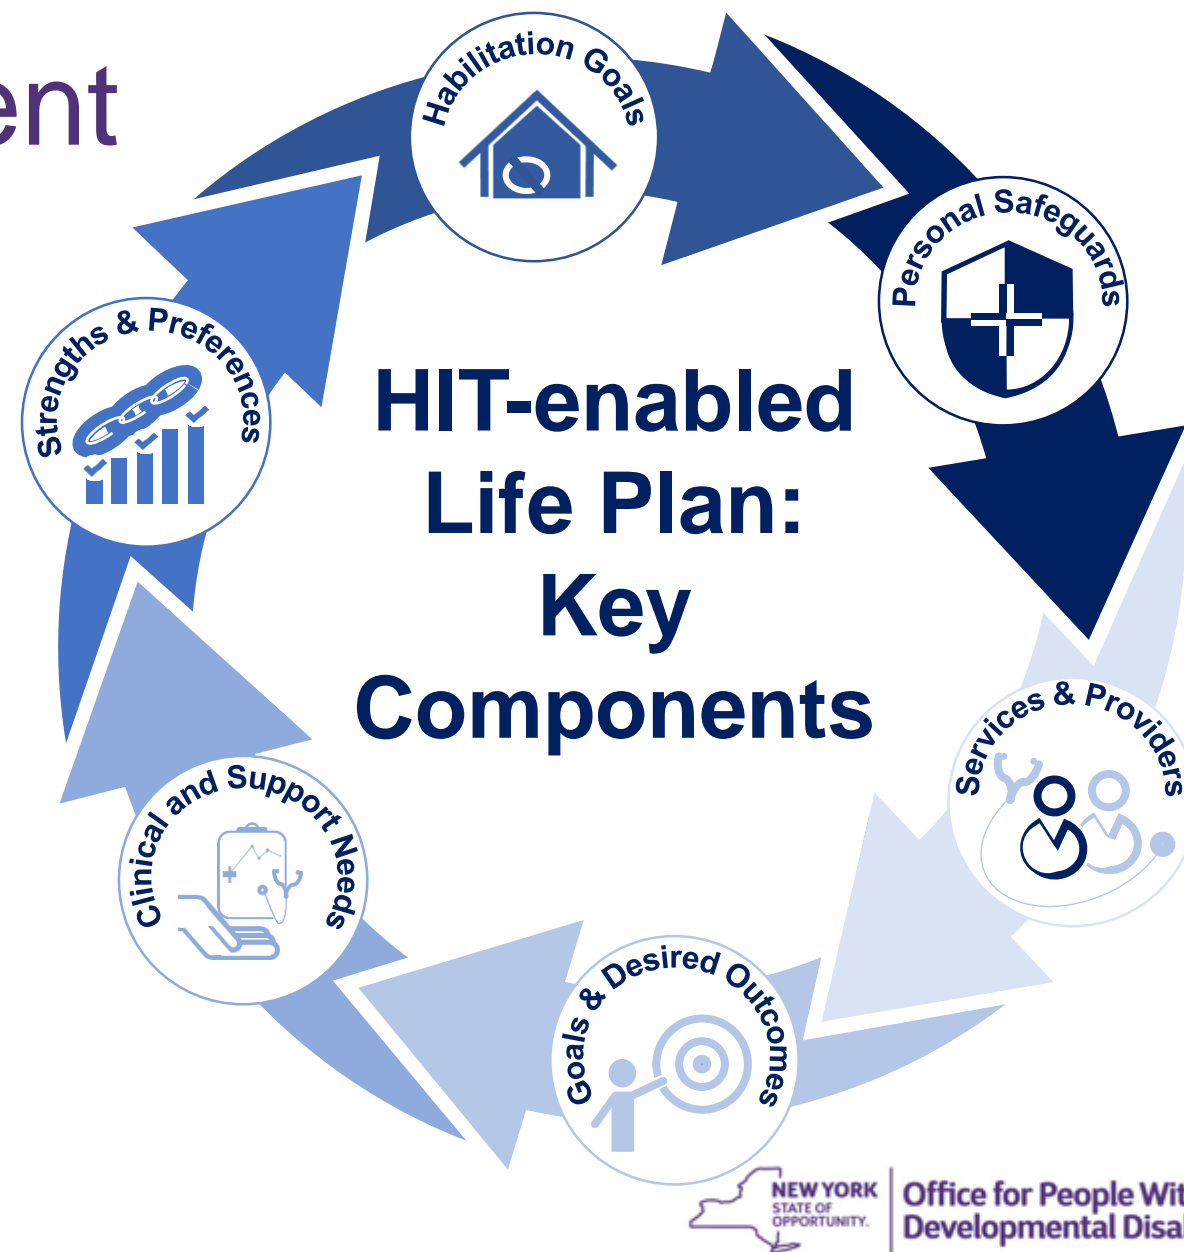 ent
Habilitation Goals
Personal Safeguards
Strengths & Preferences
HIT-enabled
Life Plan:
Key
Components
Services & Providers
Clinical and Support Needs
Goals & Desired Outcomes
NEW YORK
STATE OF
OPPORTUNITY.
Office for People Wit
Developmental Disa